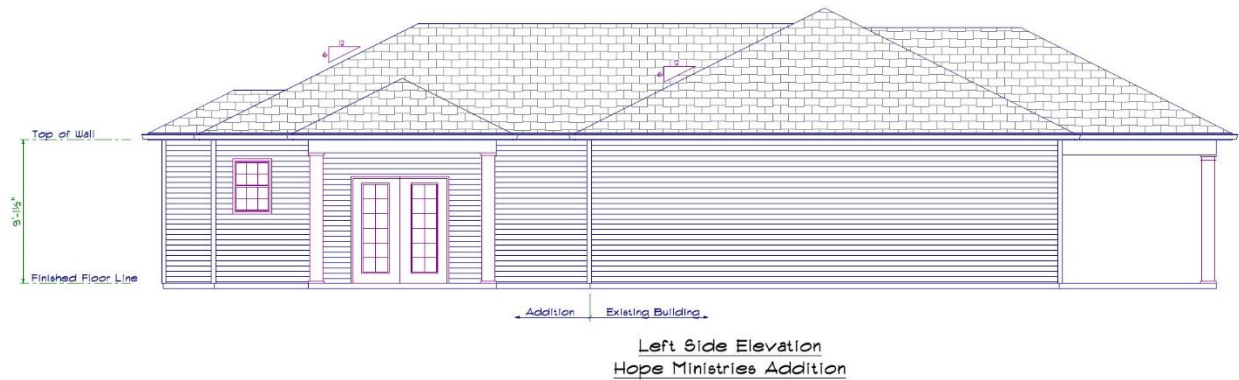 12
6
12
6
Top of Wall
9'-1½"
Finished Floor Line
Addition Existing Building
Left Side Elevation
Hope Ministries Addition